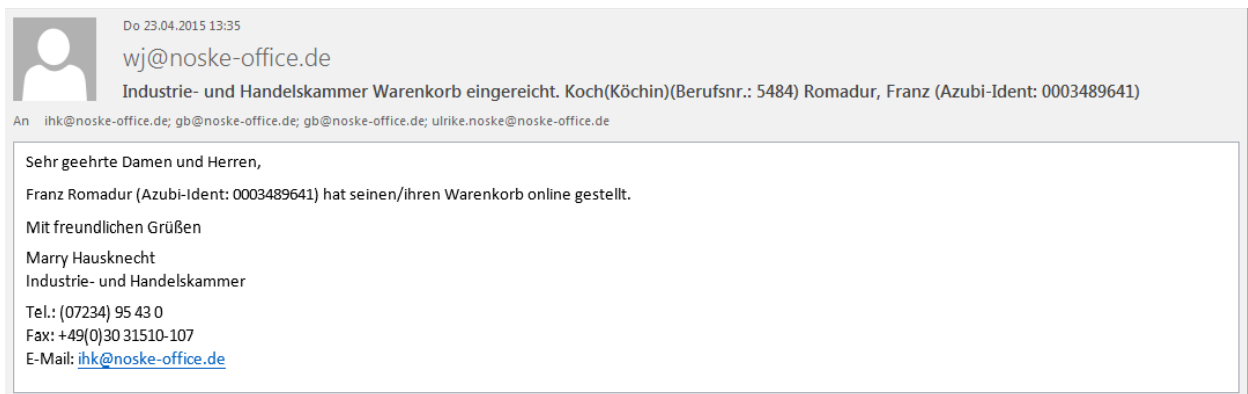 Do 23.04.2015 13:35
wj@noske-office.de
Industrie- und Handelskammer Warenkorb eingereicht. Koch(Köchin)(Berufsnr.: 5484) Romadur, Franz (Azubi-Ident: 0003489641)
An ihk@noske-office.de; gb@noske-office.de; gb@noske-office.de; ulrike.noske@noske-office.de
Sehr geehrte Damen und Herren,
Franz Romadur (Azubi-Ident: 0003489641) hat seinen/ihren Warenkorb online gestellt.
Mit freundlichen Grüßen
Marry Hausknecht
Industrie- und Handelskammer
Tel.: (07234) 95 43 0
Fax: +49(0)30 31510-107
E-Mail: ihk@noske-office.de